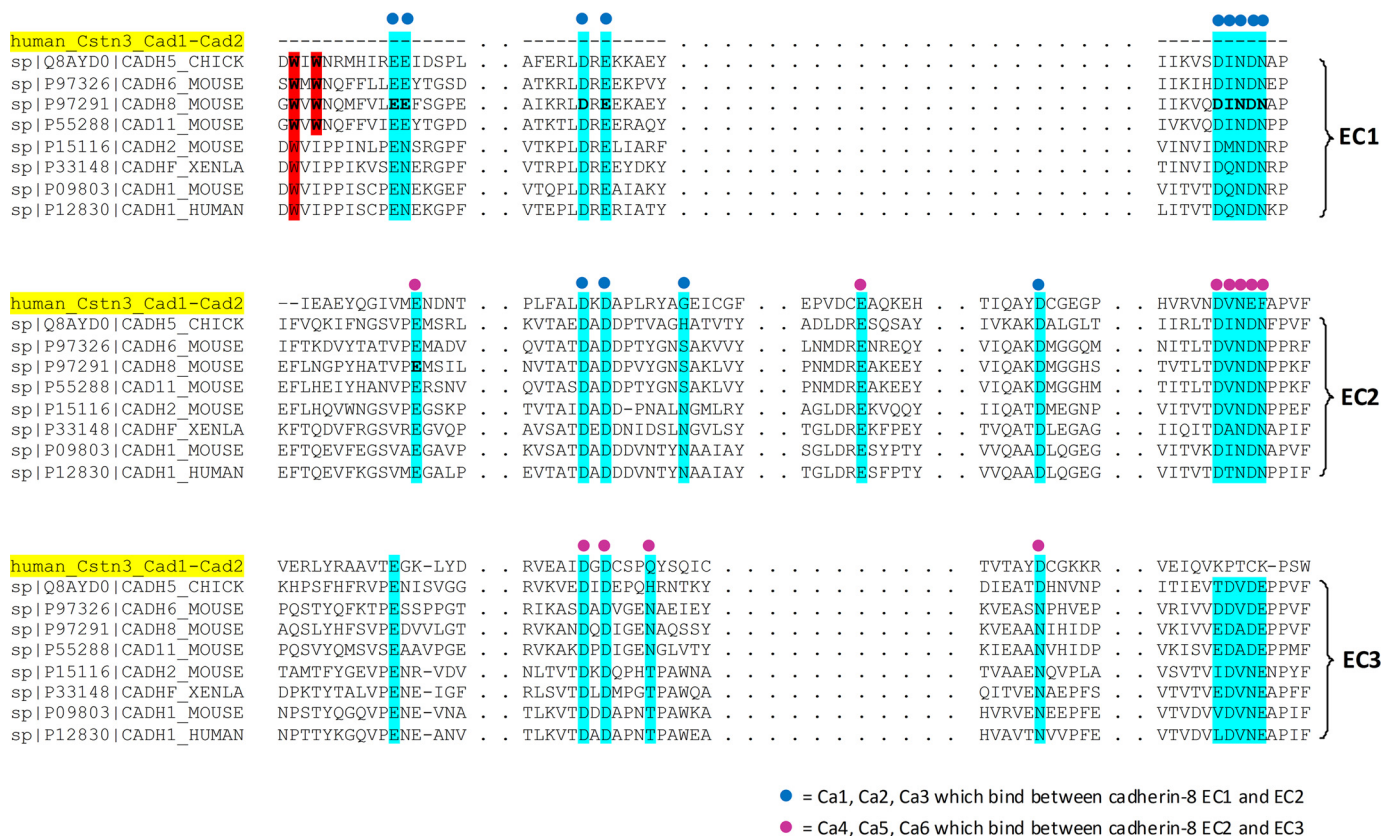 human_Cstn3_Cad1-Cad2 ----------------- . . -------------- . . . . . . . . . . . . . . . . . . . . ------------
sp|Q8AYD0|CADH5_CHICK DWIWNRMHIREEIDSPL . . AFERLDREKKAEY . . . . . . . . . . . . . . . . . . . . IIKVSDINDNAP
sp|P97326|CADH6_MOUSE SWMWNQFFLLEEYTGSD . . ATKRLDREEKPVY . . . . . . . . . . . . . . . . . . . . IIKIHDINDNEP
sp|P97291|CADH8_MOUSE GWVWNQMFVLEEFSGPE . . AIKRLDREEKAEY . . . . . . . . . . . . . . . . . . . . IIKVQDINDNAP
sp|P55288|CAD11_MOUSE GWVWNQFFVIEEYTGPD . . ATKTLDREERAQY . . . . . . . . . . . . . . . . . . . . IVKVQDINDNPP
sp|P15116|CADH2_MOUSE DWVIPPINLPENSRGPF . . VTKPLDRELIARF . . . . . . . . . . . . . . . . . . . . VINVIDMNDNRP
sp|P33148|CADHF_XENLA DWVIPPIKVSENERGPF . . VTRPLDREEYDKY . . . . . . . . . . . . . . . . . . . . TINVIDQNDNRP
sp|P09803|CADH1_MOUSE DWVIPPISCPENEKGEF . . VTQPLDREAIAKY . . . . . . . . . . . . . . . . . . . . VITVTDQNDNRP
sp|P12830|CADH1_HUMAN DWVIPPISCPENEKGPF . . VTEPLDRERIATY . . . . . . . . . . . . . . . . . . . . LITVTDQNDNKP
EC1
human_Cstn3_Cad1-Cad2 --IEAEYQGIVMENDNT . . PLFALDKDAPLRYAGEICGF . . EPVDCEAQKEH . . TIQAYDCGEGP . . HVRVNDVNEFAPVF
sp|Q8AYD0|CADH5_CHICK IFVQKIFNGSVPEMSRL . . KVTAEDADDPTVAGHATVTY . . ADLDRESQSAY . . IVKAKDALGLT . . IIRLTDINDNFPVF
sp|P97326|CADH6_MOUSE IFTKDVYTATVPEMADV . . QVTATDADDPTYGNSAKVVY . . LNMDRENREQY . . VIQAKDMGGQM . . NITLTDVNDNPPRF
sp|P97291|CADH8_MOUSE EFLNGPYHATVPEMSIL . . NVTATDADDPVYGNSAKLVY . . PNMDREAKEEY . . VIQAKDMGGHS . . TVTLTDVNDNPPKF
sp|P55288|CAD11_MOUSE EFLHEIYHANVPERSNV . . QVTASDADDPTYGNSAKLVY . . PNMDREAKEEY . . VIQAKDMGGHM . . TITLTDVNDNPPKF
sp|P15116|CADH2_MOUSE EFLHQVWNGSVPEGSKP . . TVTAIDADD-PNALNGMLRY . . AGLDREKVQQY . . IIQATDMEGNP . . VITVTDVNDNPPEF
sp|P33148|CADHF_XENLA KFTQDVFRGSVREGVQP . . AVSATDEDDNIDSLNGVLSY . . TGLDREKFPEY . . TVQATDLEGAG . . IIQITDANDNAPIF
sp|P09803|CADH1_MOUSE EFTQEVFEGSVAEGAVP . . KVSATDADDDVNTYNAAIAY . . SGLDRESYPTY . . VVQAADLQGEG . . VITVKDINDNAPIF
sp|P12830|CADH1_HUMAN EFTQEVFKGSVMEGALP . . EVTATDADDDVNTYNAAIAY . . TGLDRESFPTY . . VVQAADLQGEG . . VITVTDTNDNPPIF
EC2
human_Cstn3_Cad1-Cad2 VERLYRAAVTEGK-LYD . . RVEAIDGDCSPQYSQIC . . . . . . . . . . . . TVTAYDCGKKR . . VEIQVKPTCK-PSW
sp|Q8AYD0|CADH5_CHICK KHPSFHFRVPENISVGG . . RVKVEDIDEPQHRNTKY . . . . . . . . . . . . DIEATDHNVNP . . ITIEVTDVDEPPVF
sp|P97326|CADH6_MOUSE PQSTYQFKTPESSPPGT . . RIKASDADVGENAEIEY . . . . . . . . . . . . KVEASNPHVEP . . VRIVVDDVDEPPVF
sp|P97291|CADH8_MOUSE AQSLYHFSVPEDVVLGT . . RVKANDQDIGENAQSSY . . . . . . . . . . . . KVEAANIHIDP . . VKIVVEDADEPPVF
sp|P55288|CAD11_MOUSE PQSVYQMSVSEAAVPGE . . RVKAKDPDIGENGLVTY . . . . . . . . . . . . KIEAANVHIDP . . VKISVEDADEPPMF
sp|P15116|CADH2_MOUSE TAMTFYGEVPENR-VDV . . NLTVTDKDQPHTPAWNA . . . . . . . . . . . . TVAAENQVPLA . . VSVTVIDVNENPYF
sp|P33148|CADHF_XENLA DPKTYTALVPENE-IGF . . RLSVTDLDMPGTPAWQA . . . . . . . . . . . . QITVENAEPFS . . VTVTVEDVNEAPFF
sp|P09803|CADH1_MOUSE NPSTYQGQVPENE-VNA . . TLKVTDDDAPNTPAWKA . . . . . . . . . . . . HVRVENEEPFE . . VTVDVVDVNEAPIF
sp|P12830|CADH1_HUMAN NPTTYKGQVPENE-ANV . . TLKVTDADAPNTPAWEA . . . . . . . . . . . . HVAVTNVVPFE . . VTVDVLDVNEAPIF
EC3
= Ca1, Ca2, Ca3 which bind between cadherin-8 EC1 and EC2
= Ca4, Ca5, Ca6 which bind between cadherin-8 EC2 and EC3